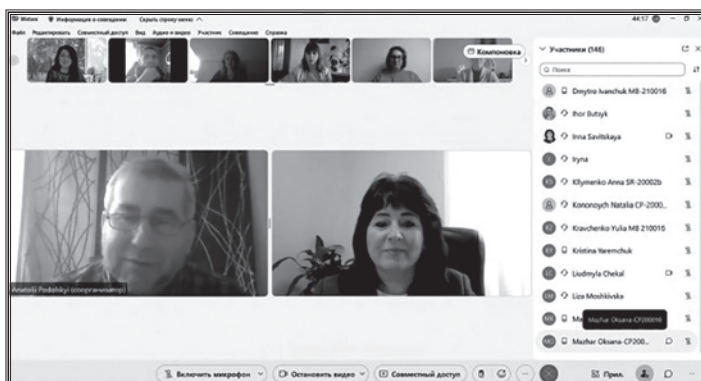 Webex Информация о совещании Скрыть строку меню 44:17
Файл Редактировать Совместный доступ Вид Аудио и видео Участник Совещание Справка
Компоновка
Участники (146)
Поиск
Dmytro Ivanchuk MB-210016
Ihor Butsyk
Inna Savitskaya
Iryna
Klymenko Anna SR-20002b
Kononoych Natalia CP-2000...
Kravchenko Yulia MB 210016
Kristina Yaremchuk
Liudmyla Chekal
Liza Moshkivska
Ma
Mazhar Oksana-CP200010
Mazhar Oksana-CP200...
Anatolii Podolskyi (соорганизатор)
Включить микрофон Остановить видео Совместный доступ Прил.